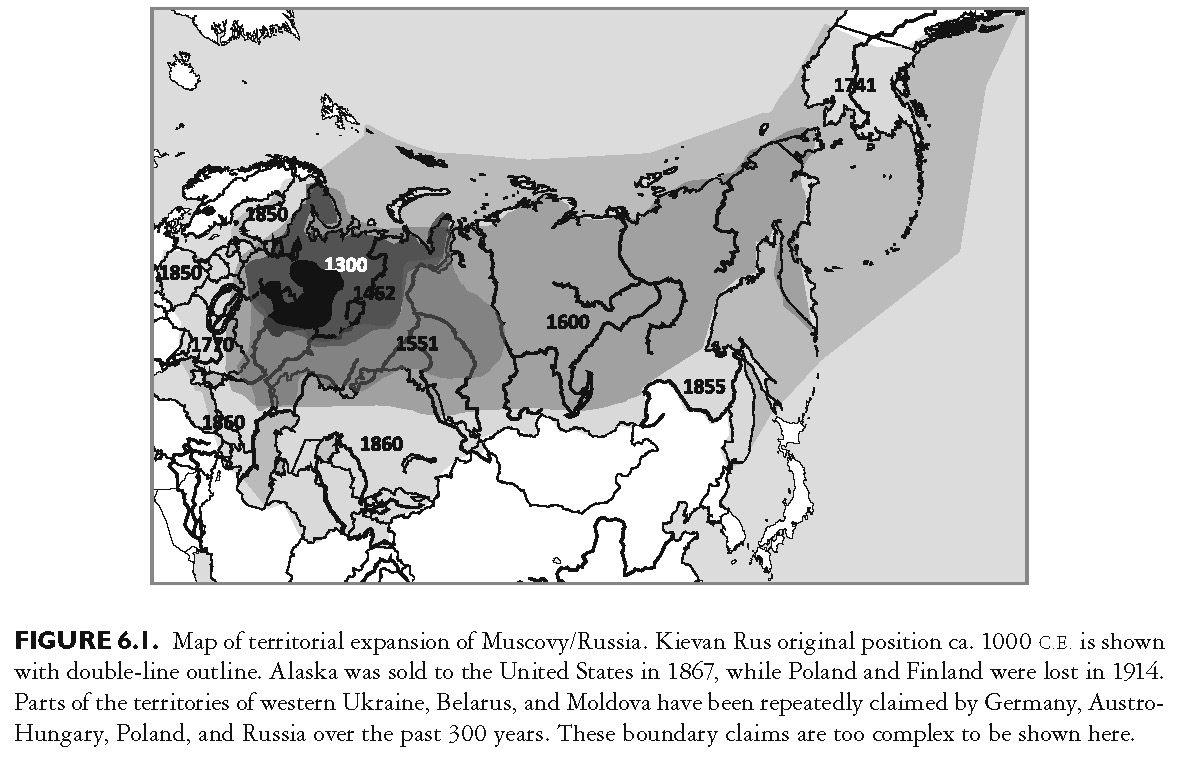 1741
1850
1850
1300
1462
1600
1770
1551
1855
1860
1860
FIGURE 6.1. Map of territorial expansion of Muscovy/Russia. Kievan Rus original position ca. 1000 C.E. is shown
with double-line outline. Alaska was sold to the United States in 1867, while Poland and Finland were lost in 1914.
Parts of the territories of western Ukraine, Belarus, and Moldova have been repeatedly claimed by Germany, Austro-
Hungary, Poland, and Russia over the past 300 years. These boundary claims are too complex to be shown here.